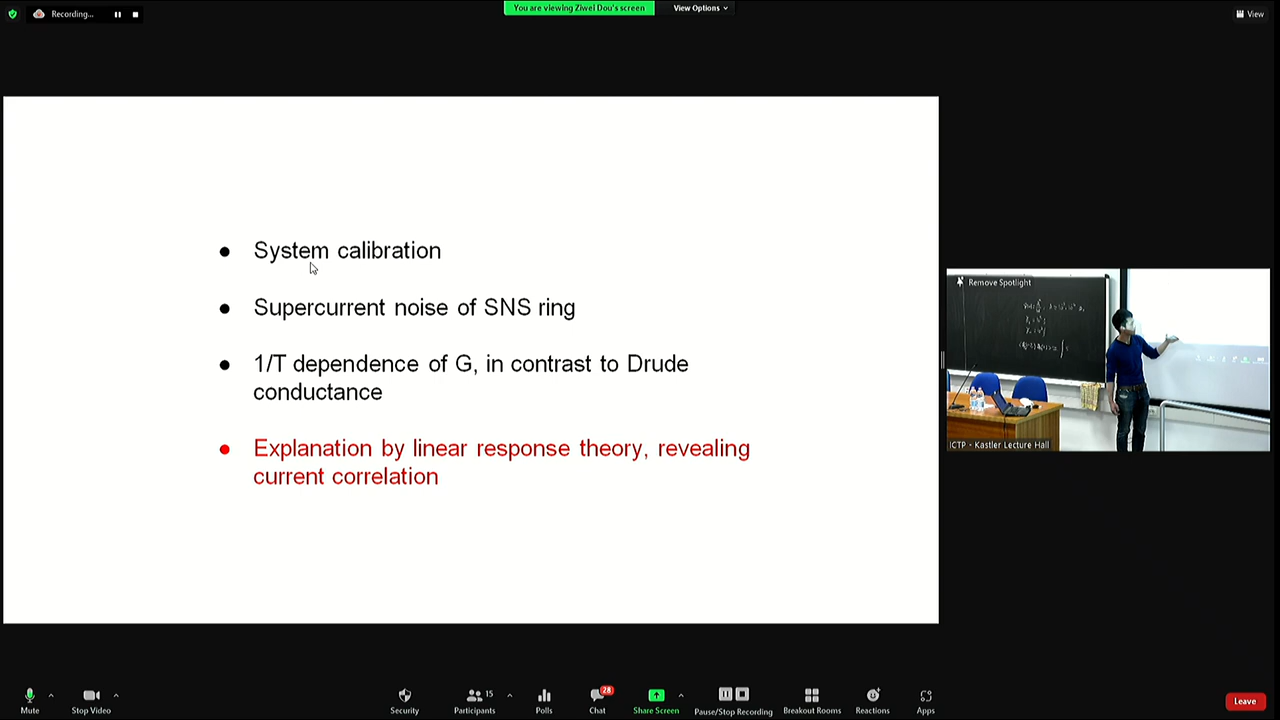 Recording...
You are viewing Ziwei Dou's screen
View Options
View
● System calibration
● Supercurrent noise of SNS ring
● 1/T dependence of G, in contrast to Drude
conductance
● Explanation by linear response theory, revealing
current correlation
Remove Spotlight
ICTP - Kastler Lecture Hall
Mute
Stop Video
Security
Participants
15
Polls
Chat
28
Share Screen
Pause/Stop Recording
Breakout Rooms
Reactions
Apps
Leave